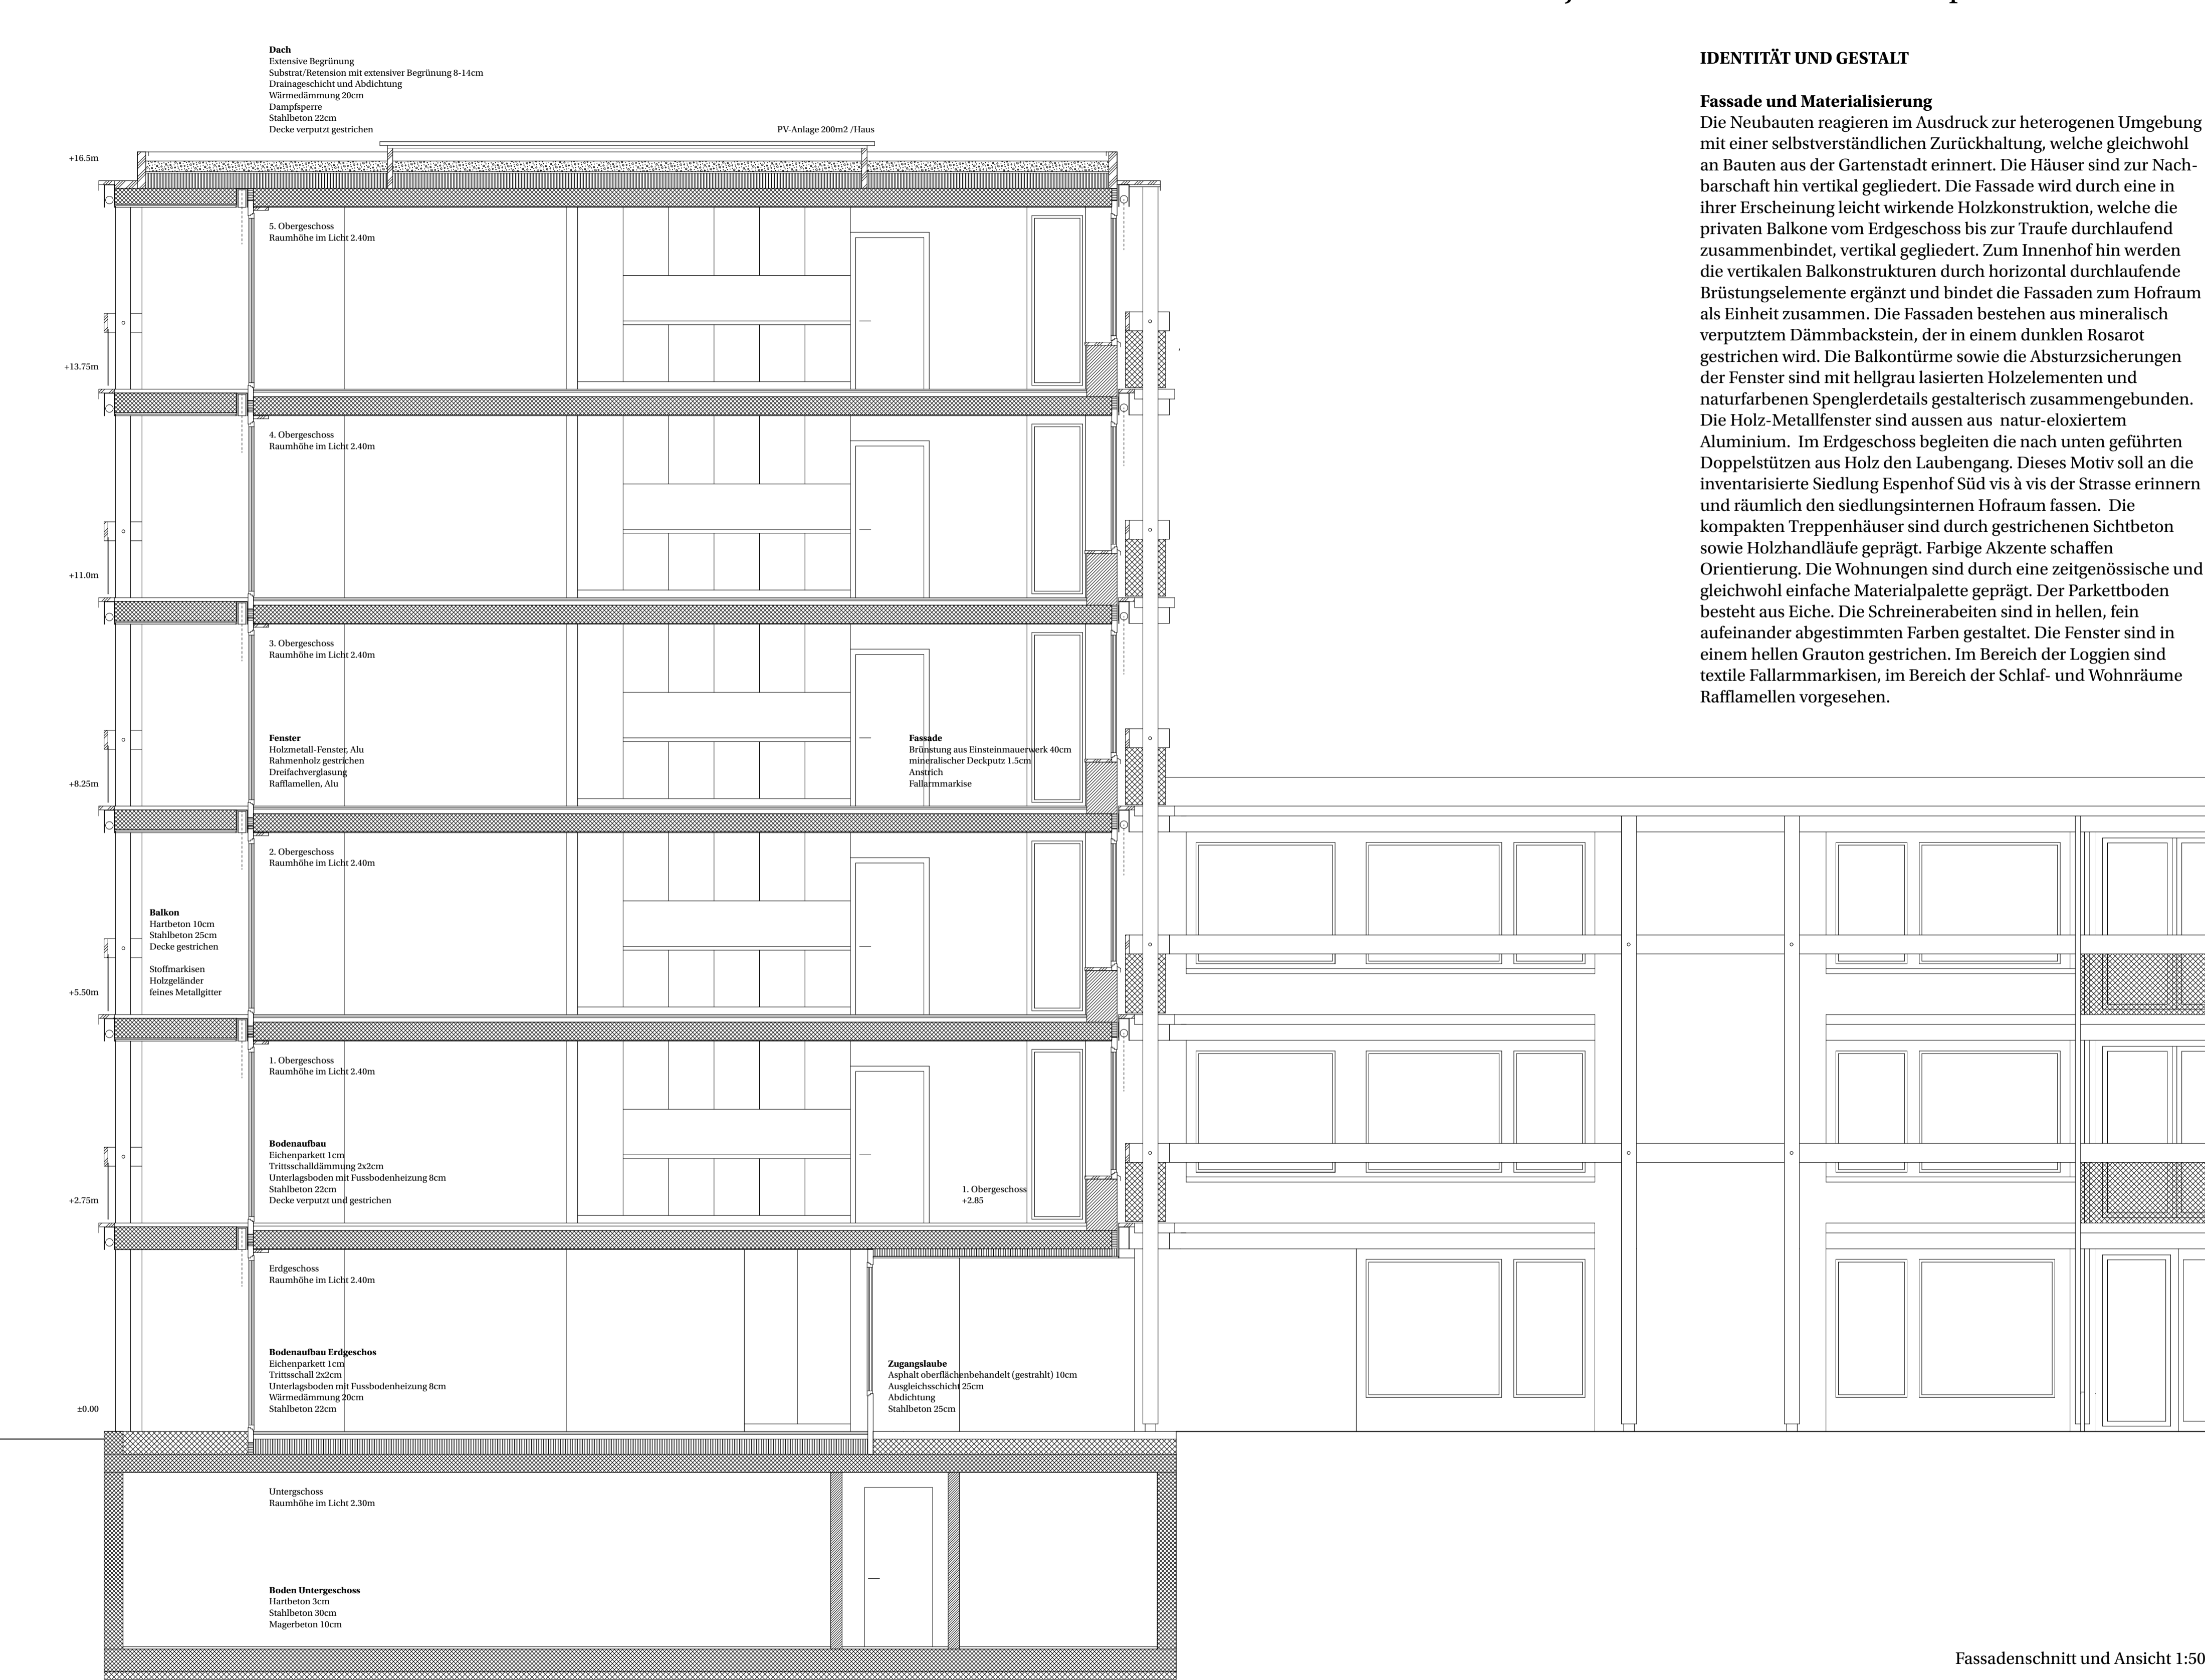 Dach
Extensive Begrünung
Substrat/Retension mit extensiver Begrünung 8-14cm
Drainageschicht und Abdichtung
Wärmedämmung 20cm
Dampfsperre
Stahlbeton 22cm
Decke verputzt gestrichen
PV-Anlage 200m2 /Haus
+16.5m
5. Obergeschoss
Raumhöhe im Licht 2.40m
+13.75m
4. Obergeschoss
Raumhöhe im Licht 2.40m
+11.0m
3. Obergeschoss
Raumhöhe im Licht 2.40m
Fenster
Holzmetall-Fenster, Alu
Rahmenholz gestrichen
Dreifachverglasung
Rafflamellen, Alu
Fassade
Brünstung aus Einsteinmauerwerk 40cm
mineralischer Deckputz 1.5cm
Anstrich
Fallarmmarkise
+8.25m
2. Obergeschoss
Raumhöhe im Licht 2.40m
Balkon
Hartbeton 10cm
Stahlbeton 25cm
Decke gestrichen
Stoffmarkisen
Holzgeländer
feines Metallgitter
+5.50m
1. Obergeschoss
Raumhöhe im Licht 2.40m
Bodenaufbau
Eichenparkett 1cm
Trittsschalldämmung 2x2cm
Unterlagsboden mit Fussbodenheizung 8cm
Stahlbeton 22cm
Decke verputzt und gestrichen
1. Obergeschoss
+2.85
+2.75m
Erdgeschoss
Raumhöhe im Licht 2.40m
Bodenaufbau Erdgeschos
Eichenparkett 1cm
Trittsschall 2x2cm
Unterlagsboden mit Fussbodenheizung 8cm
Wärmedämmung 20cm
Stahlbeton 22cm
Zugangslaube
Asphalt oberflächenbehandelt (gestrahlt) 10cm
Ausgleichsschicht 25cm
Abdichtung
Stahlbeton 25cm
±0.00
Untergschoss
Raumhöhe im Licht 2.30m
Boden Untergeschoss
Hartbeton 3cm
Stahlbeton 30cm
Magerbeton 10cm
IDENTITÄT UND GESTALT
Fassade und Materialisierung
Die Neubauten reagieren im Ausdruck zur heterogenen Umgebung
mit einer selbstverständlichen Zurückhaltung, welche gleichwohl
an Bauten aus der Gartenstadt erinnert. Die Häuser sind zur Nach-
barschaft hin vertikal gegliedert. Die Fassade wird durch eine in
ihrer Erscheinung leicht wirkende Holzkonstruktion, welche die
privaten Balkone vom Erdgeschoss bis zur Traufe durchlaufend
zusammenbindet, vertikal gegliedert. Zum Innenhof hin werden
die vertikalen Balkonstrukturen durch horizontal durchlaufende
Brüstungselemente ergänzt und bindet die Fassaden zum Hofraum
als Einheit zusammen. Die Fassaden bestehen aus mineralisch
verputztem Dämmbackstein, der in einem dunklen Rosarot
gestrichen wird. Die Balkontürme sowie die Absturzsicherungen
der Fenster sind mit hellgrau lasierten Holzelementen und
naturfarbenen Spenglerdetails gestalterisch zusammengebunden.
Die Holz-Metallfenster sind aussen aus  natur-eloxiertem
Aluminium.  Im Erdgeschoss begleiten die nach unten geführten
Doppelstützen aus Holz den Laubengang. Dieses Motiv soll an die
inventarisierte Siedlung Espenhof Süd vis à vis der Strasse erinnern
und räumlich den siedlungsinternen Hofraum fassen.  Die
kompakten Treppenhäuser sind durch gestrichenen Sichtbeton
sowie Holzhandläufe geprägt. Farbige Akzente schaffen
Orientierung. Die Wohnungen sind durch eine zeitgenössische und
gleichwohl einfache Materialpalette geprägt. Der Parkettboden
besteht aus Eiche. Die Schreinerabeiten sind in hellen, fein
aufeinander abgestimmten Farben gestaltet. Die Fenster sind in
einem hellen Grauton gestrichen. Im Bereich der Loggien sind
textile Fallarmmarkisen, im Bereich der Schlaf- und Wohnräume
Rafflamellen vorgesehen.
Fassadenschnitt und Ansicht 1:50